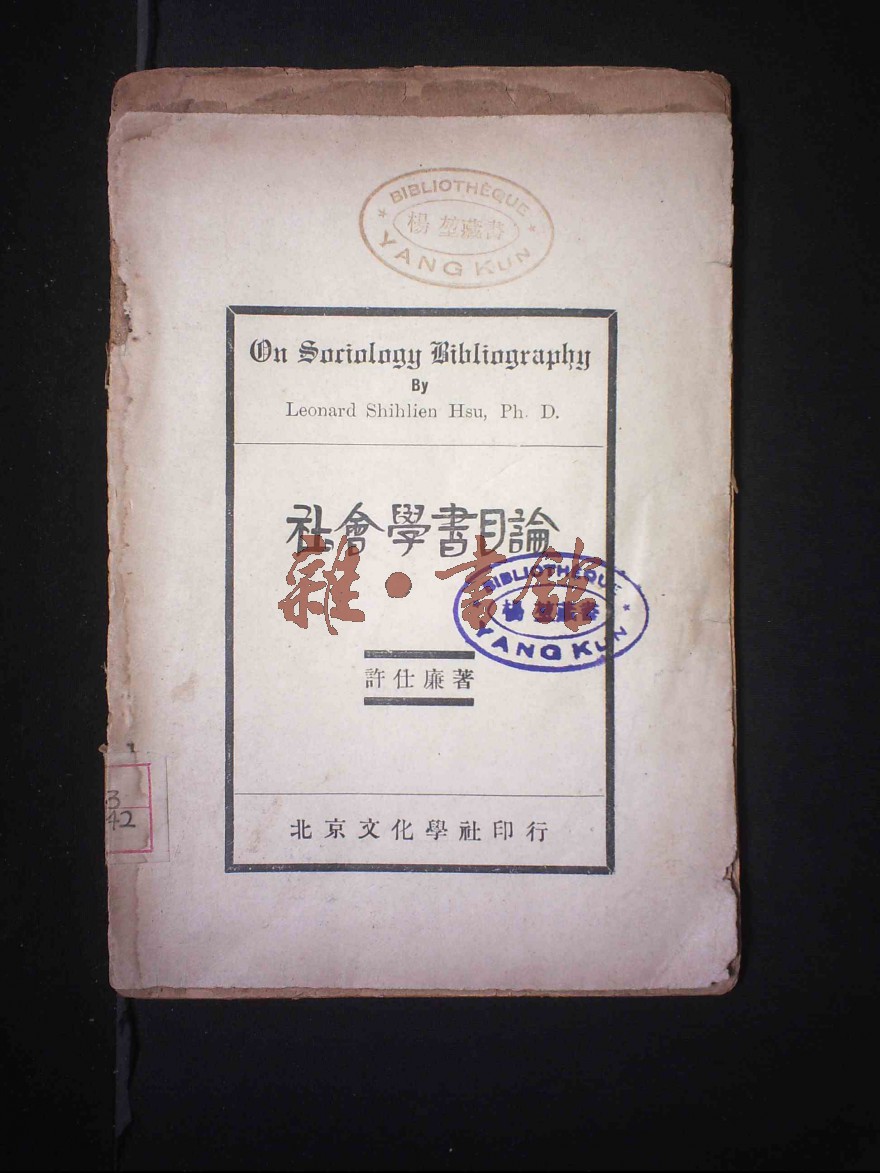 BIBLIOTHÈQUE
楊堃藏書
YANG KUN
On Sociology Bibliography
By
Leonard Shihlien Hsu, Ph. D.
社會學書目論
雜·書館
BIBLIOTHÈQUE
楊堃藏書
YANG KUN
許仕廉著
3
42
北京文化學社印行